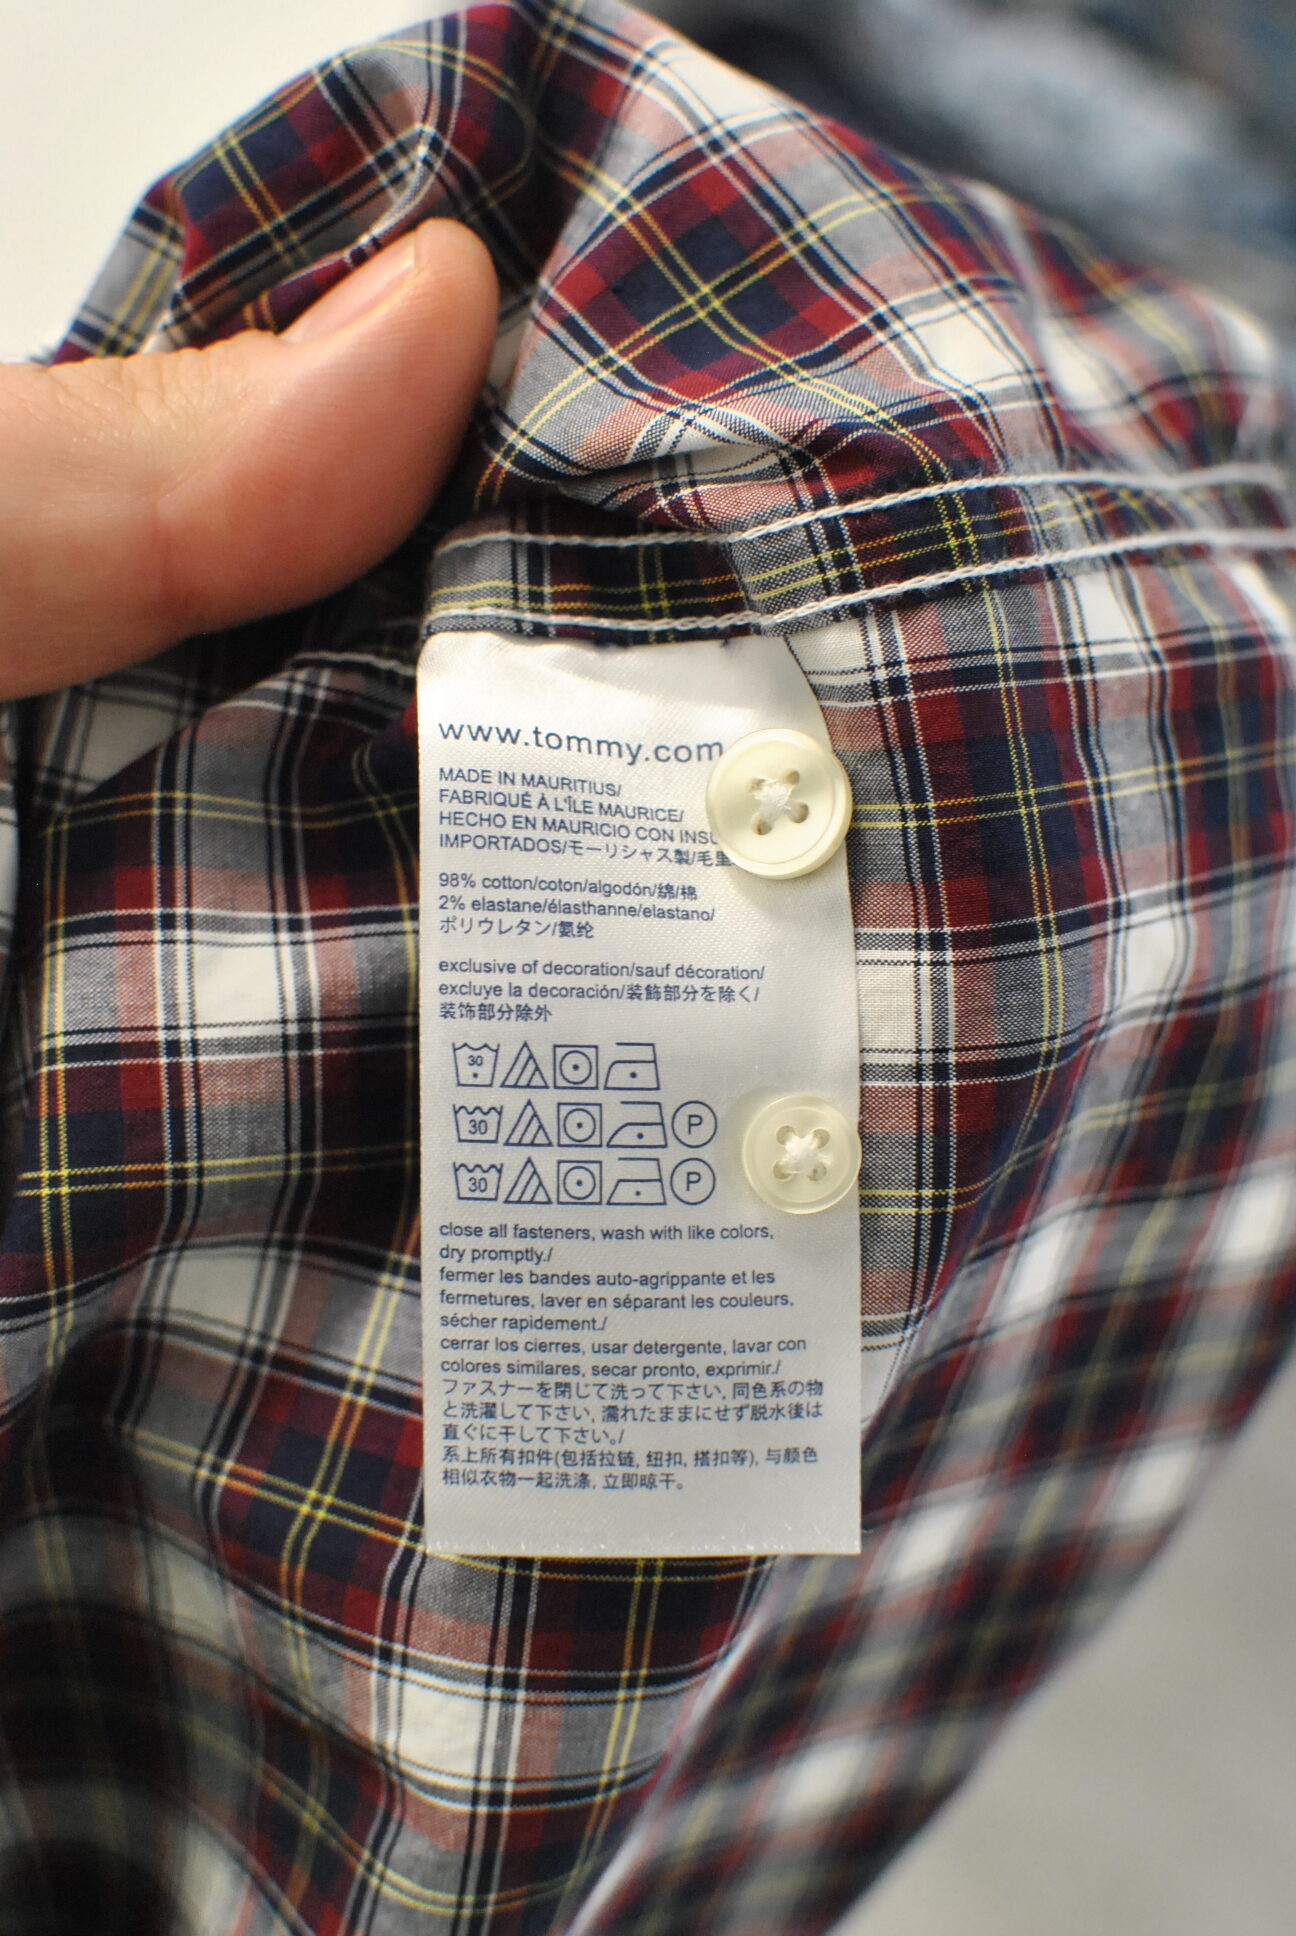 www.tommy.com
MADE IN MAURITIUS/
FABRIQUÉ À L'ÎLE MAURICE/
HECHO EN MAURICIO CON
IMPORTADOS/モーリシャス製/毛里
98% cotton/coton/algodón/綿/棉
2% elastane/élasthanne/elastano/
ポリウレタン/氨纶
exclusive of decoration/sauf décoration/
excluye la decoración/装飾部分を除く/
装饰部分除外
30
30 P
30 P
close all fasteners, wash with like colors,
dry promptly./
fermer les bandes auto-agrippante et les
fermetures, laver en séparant les couleurs,
sécher rapidement./
cerrar los cierres, usar detergente, lavar con
colores similares, secar pronto, exprimir./
ファスナーを閉じて洗って下さい, 同色系の物
と洗濯して下さい, 濡れたままにせず脱水後は
直ぐに干して下さい。/
系上所有扣件(包括拉链, 纽扣, 搭扣等), 与颜色
相似衣物一起洗涤, 立即晾干。